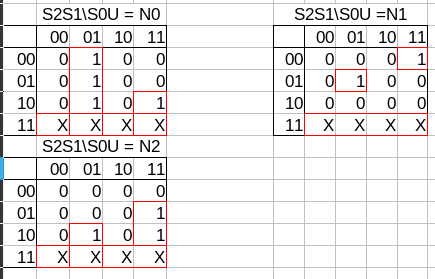 S2S1\S0U = N0 S2S1\S0U =N1
00 01 10 11 00 01 10 11
00 0 1 0 0 00 0 0 0 1
01 0 1 0 0 01 0 1 0 0
10 0 1 0 1 10 0 0 0 0
11 X X X X 11 X X X X
S2S1\S0U = N2
00 01 10 11
00 0 0 0 0
01 0 0 0 1
10 0 1 0 1
11 X X X X